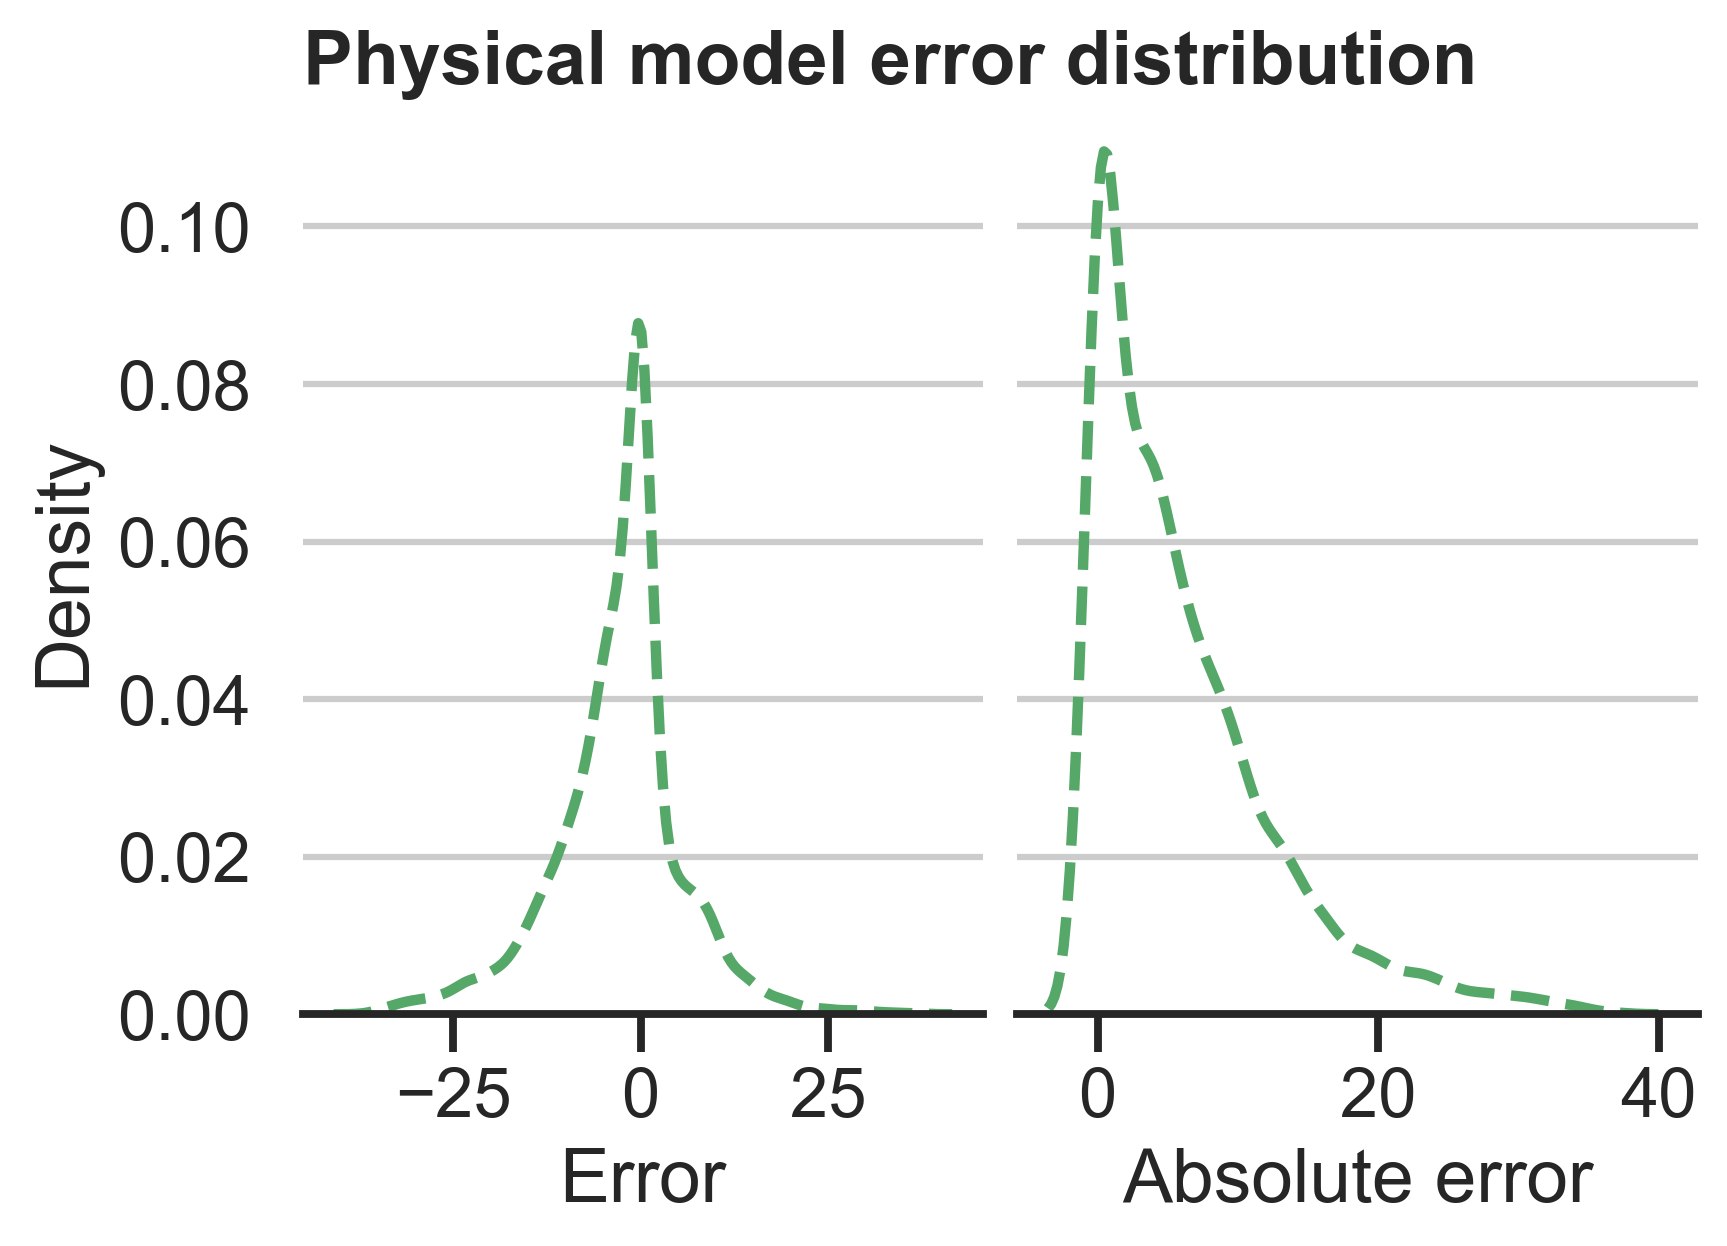 Physical model error distribution
Density
0.10
0.08
0.06
0.04
0.02
0.00
−25 0 25
Error
0 20 40
Absolute error